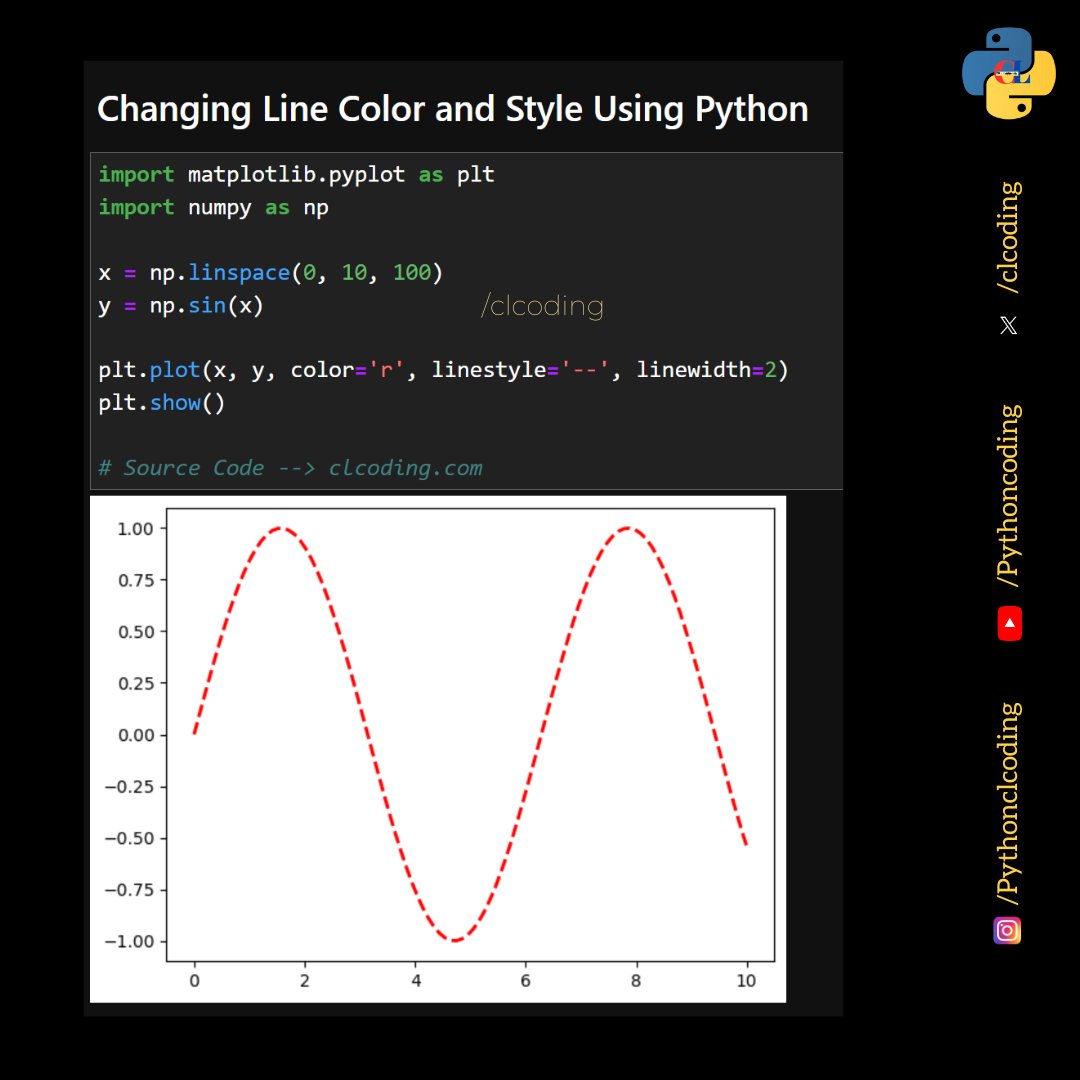 Changing Line Color and Style Using Python
import matplotlib.pyplot as plt
import numpy as np
x = np.linspace(0, 10, 100)
y = np.sin(x)
/clcoding
plt.plot(x, y, color='r', linestyle='--', linewidth=2)
plt.show()
# Source Code --> clcoding.com
1.00
0.75
0.50
0.25
0.00
−0.25
−0.50
−0.75
−1.00
0 2 4 6 8 10
CL
/clcoding
/Pythoncoding
/Pythonclcoding